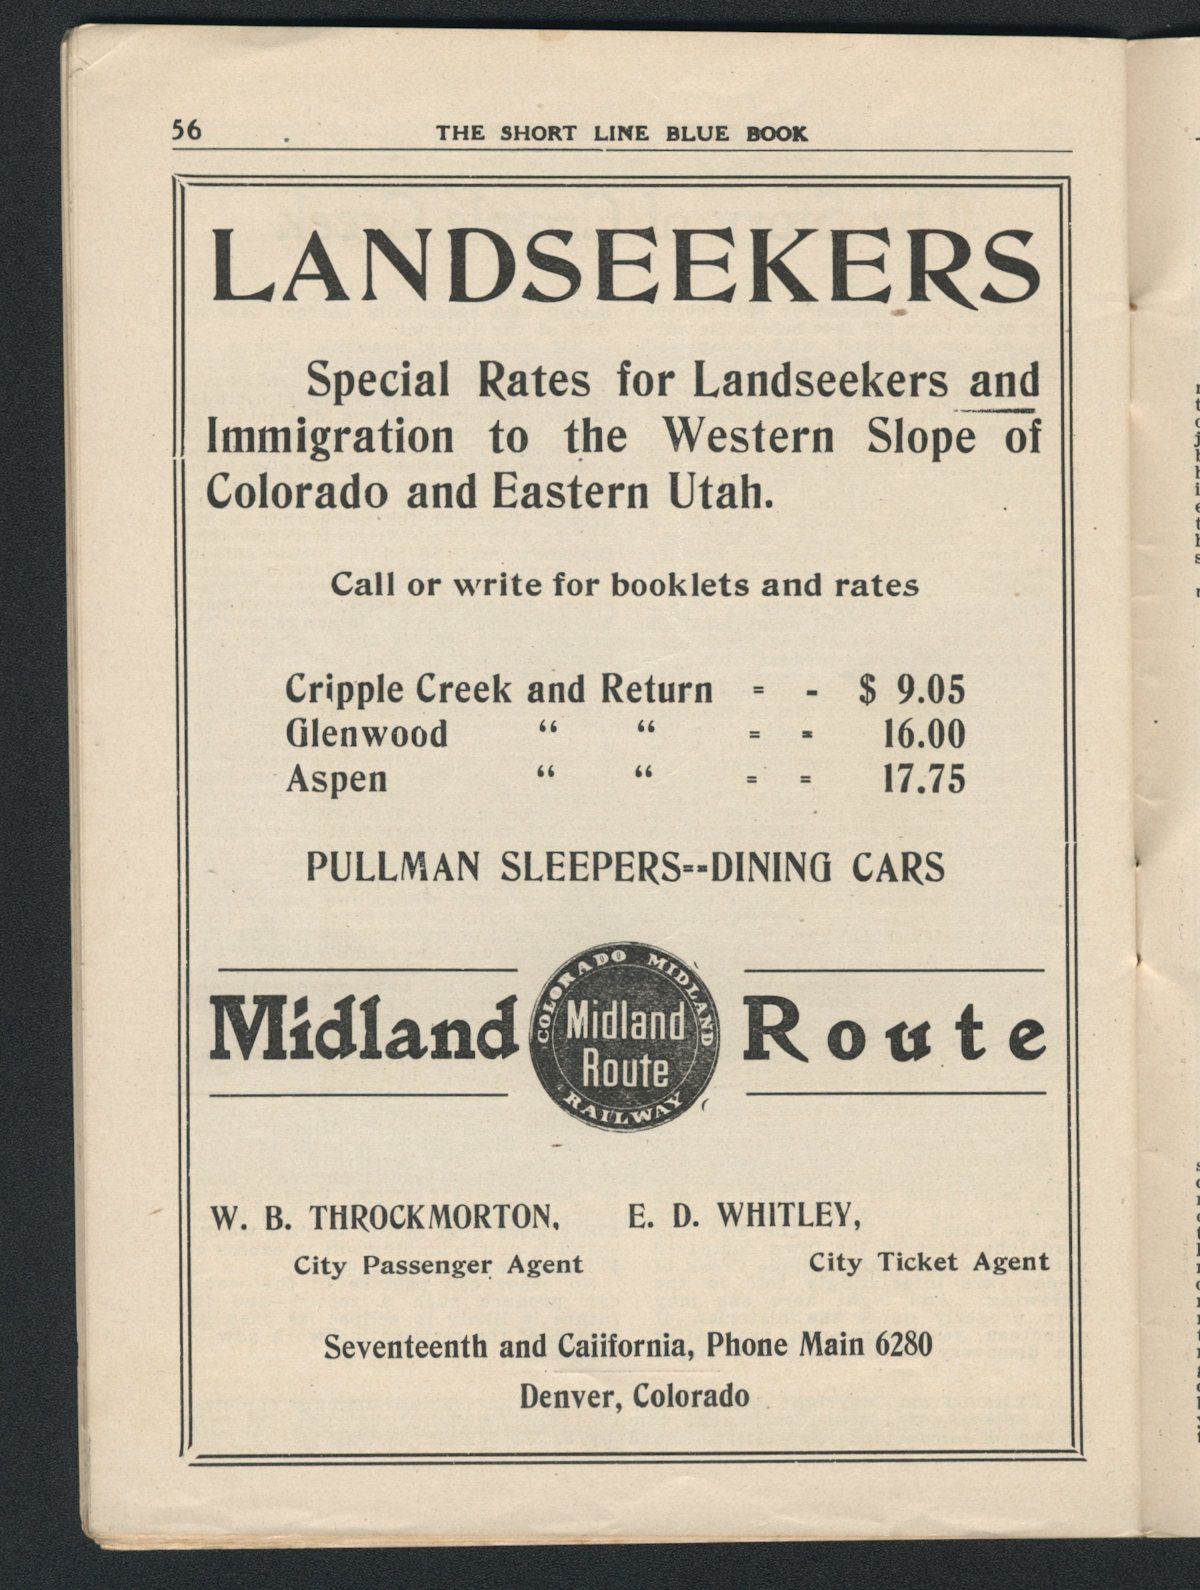 56
THE SHORT LINE BLUE BOOK
LANDSEEKERS
Special Rates for Landseekers and
Immigration to the Western Slope of
Colorado and Eastern Utah.
Call or write for booklets and rates
Cripple Creek and Return = - $ 9.05
Glenwood “ “ = = 16.00
Aspen “ “ = = 17.75
PULLMAN SLEEPERS==DINING CARS
Midland
COLORADO MIDLAND
Midland
Route
RAILWAY
Route
W. B. THROCKMORTON,
City Passenger Agent
E. D. WHITLEY,
City Ticket Agent
Seventeenth and Caiifornia, Phone Main 6280
Denver, Colorado